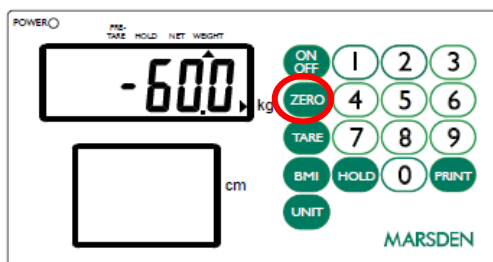 POWER
PRE-
TARE HOLD NET WEIGHT
-60.0 kg
cm
ON
OFF 1 2 3
ZERO 4 5 6
TARE 7 8 9
BMI HOLD 0 PRINT
UNIT
MARSDEN